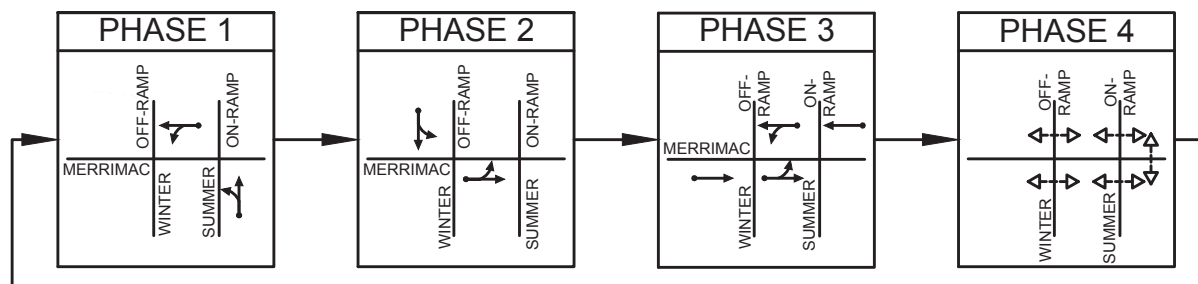 PHASE 1
OFF-RAMP
ON-RAMP
MERRIMAC
WINTER
SUMMER
PHASE 2
OFF-RAMP
ON-RAMP
MERRIMAC
WINTER
SUMMER
PHASE 3
OFF-
RAMP
ON-
RAMP
MERRIMAC
WINTER
SUMMER
PHASE 4
OFF-
RAMP
ON-
RAMP
WINTER
SUMMER